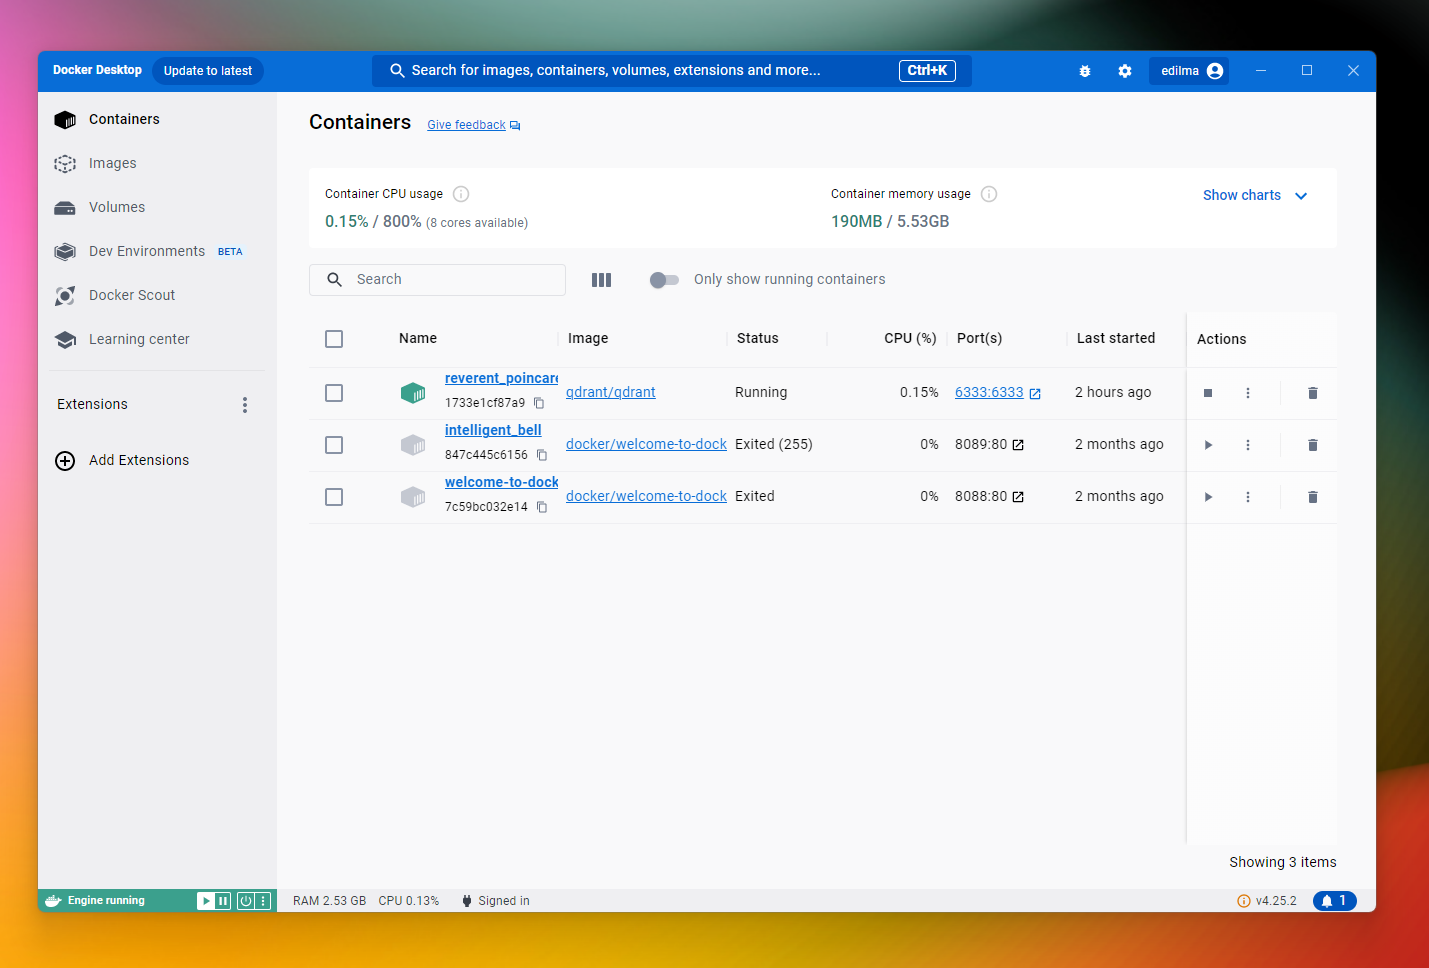 Docker Desktop
Update to latest
Search for images, containers, volumes, extensions and more...
Ctrl+K
edilma
Containers
Images
Volumes
Dev Environments BETA
Docker Scout
Learning center
Extensions
Add Extensions
Containers
Give feedback
Container CPU usage
0.15% / 800% (8 cores available)
Container memory usage
190MB / 5.53GB
Show charts
Search
Only show running containers
Name Image Status CPU (%) Port(s) Last started Actions
reverent_poincare
1733e1cf87a9
qdrant/qdrant Running 0.15% 6333:6333 2 hours ago
intelligent_bell
847c445c6156
docker/welcome-to-dock Exited (255) 0% 8089:80 2 months ago
welcome-to-dock
7c59bc032e14
docker/welcome-to-dock Exited 0% 8088:80 2 months ago
Showing 3 items
Engine running
RAM 2.53 GB CPU 0.13% Signed in
v4.25.2
1